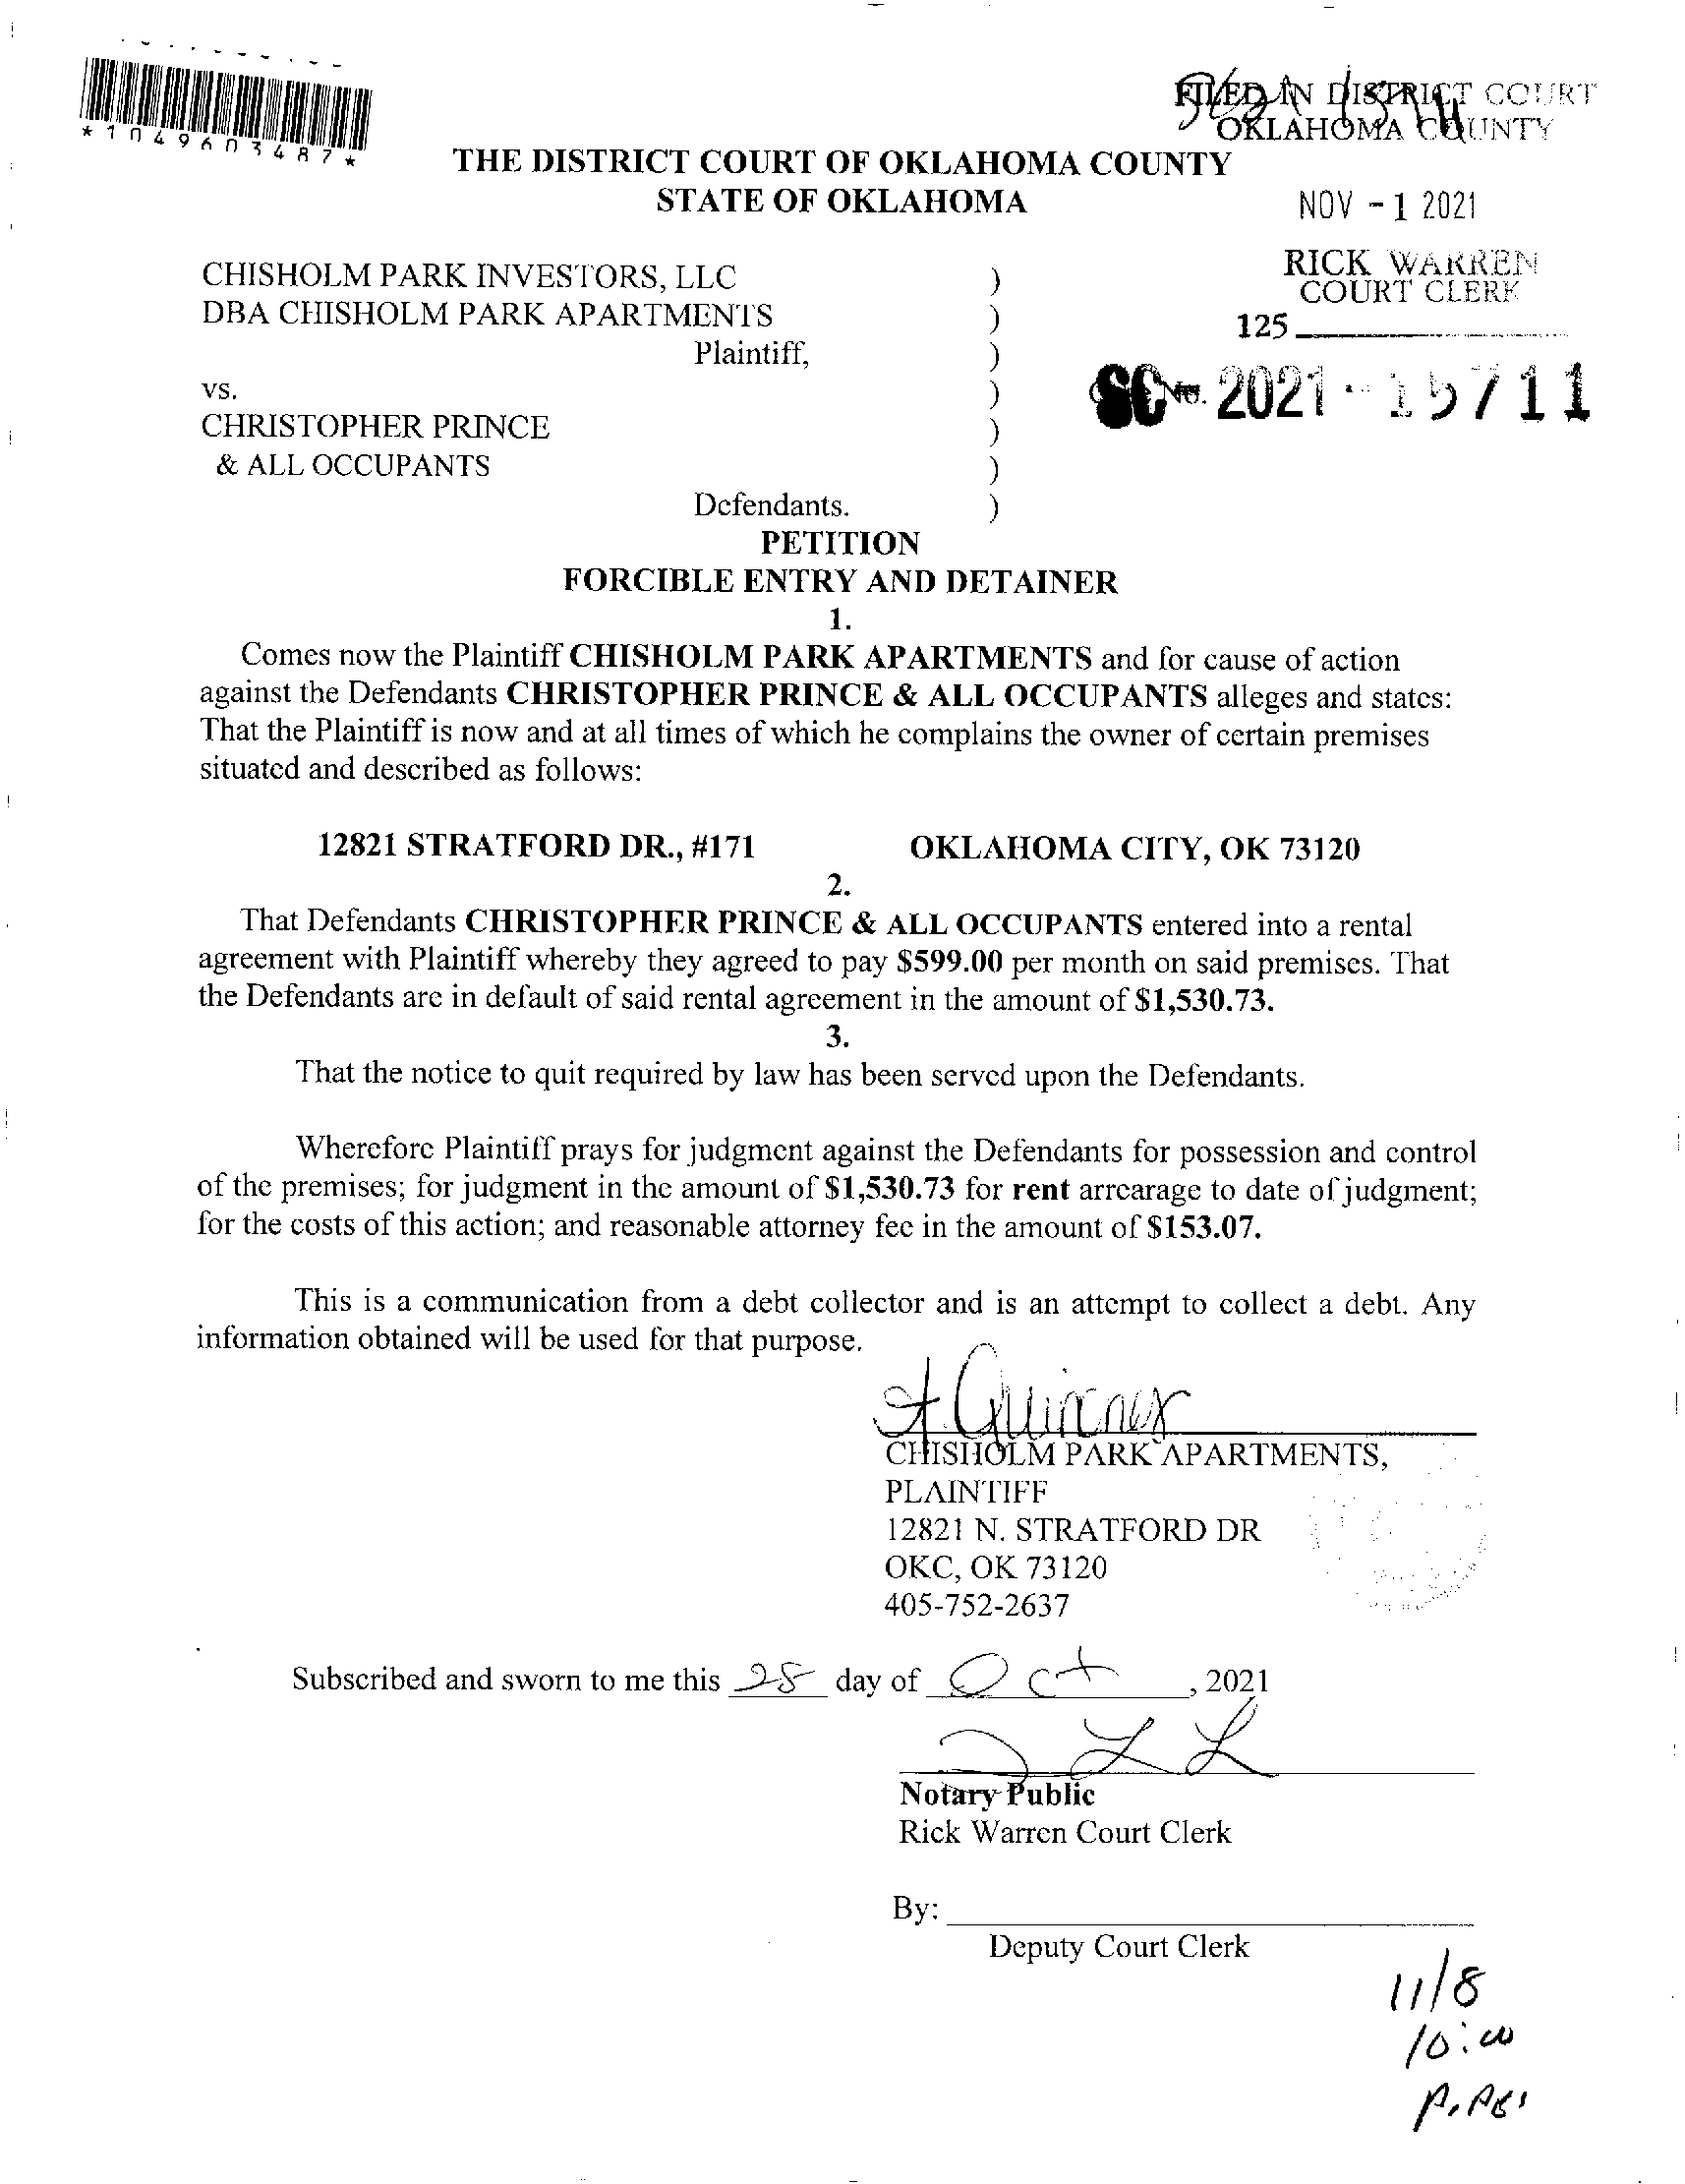 *1049603487*
FILED IN DISTRICT COURT
OKLAHOMA COUNTY
THE DISTRICT COURT OF OKLAHOMA COUNTY
STATE OF OKLAHOMA
NOV - 1 2021
RICK WARREN
COURT CLERK
125
CHISHOLM PARK INVESTORS, LLC )
DBA CHISHOLM PARK APARTMENTS )
Plaintiff, )
vs. )
SC-2021-15711
CHRISTOPHER PRINCE )
& ALL OCCUPANTS )
Defendants. )
PETITION
FORCIBLE ENTRY AND DETAINER
1.
Comes now the Plaintiff CHISHOLM PARK APARTMENTS and for cause of action
against the Defendants CHRISTOPHER PRINCE & ALL OCCUPANTS alleges and states:
That the Plaintiff is now and at all times of which he complains the owner of certain premises
situated and described as follows:
12821 STRATFORD DR., #171 OKLAHOMA CITY, OK 73120
2.
That Defendants CHRISTOPHER PRINCE & ALL OCCUPANTS entered into a rental
agreement with Plaintiff whereby they agreed to pay $599.00 per month on said premises. That
the Defendants are in default of said rental agreement in the amount of $1,530.73.
3.
That the notice to quit required by law has been served upon the Defendants.
Wherefore Plaintiff prays for judgment against the Defendants for possession and control
of the premises; for judgment in the amount of $1,530.73 for rent arrearage to date of judgment;
for the costs of this action; and reasonable attorney fee in the amount of $153.07.
This is a communication from a debt collector and is an attempt to collect a debt. Any
information obtained will be used for that purpose.
CHISHOLM PARK APARTMENTS,
PLAINTIFF
12821 N. STRATFORD DR
OKC, OK 73120
405-752-2637
Subscribed and sworn to me this 28 day of Oct, 2021
Notary Public
Rick Warren Court Clerk
By:
Deputy Court Clerk
11/8
10:00